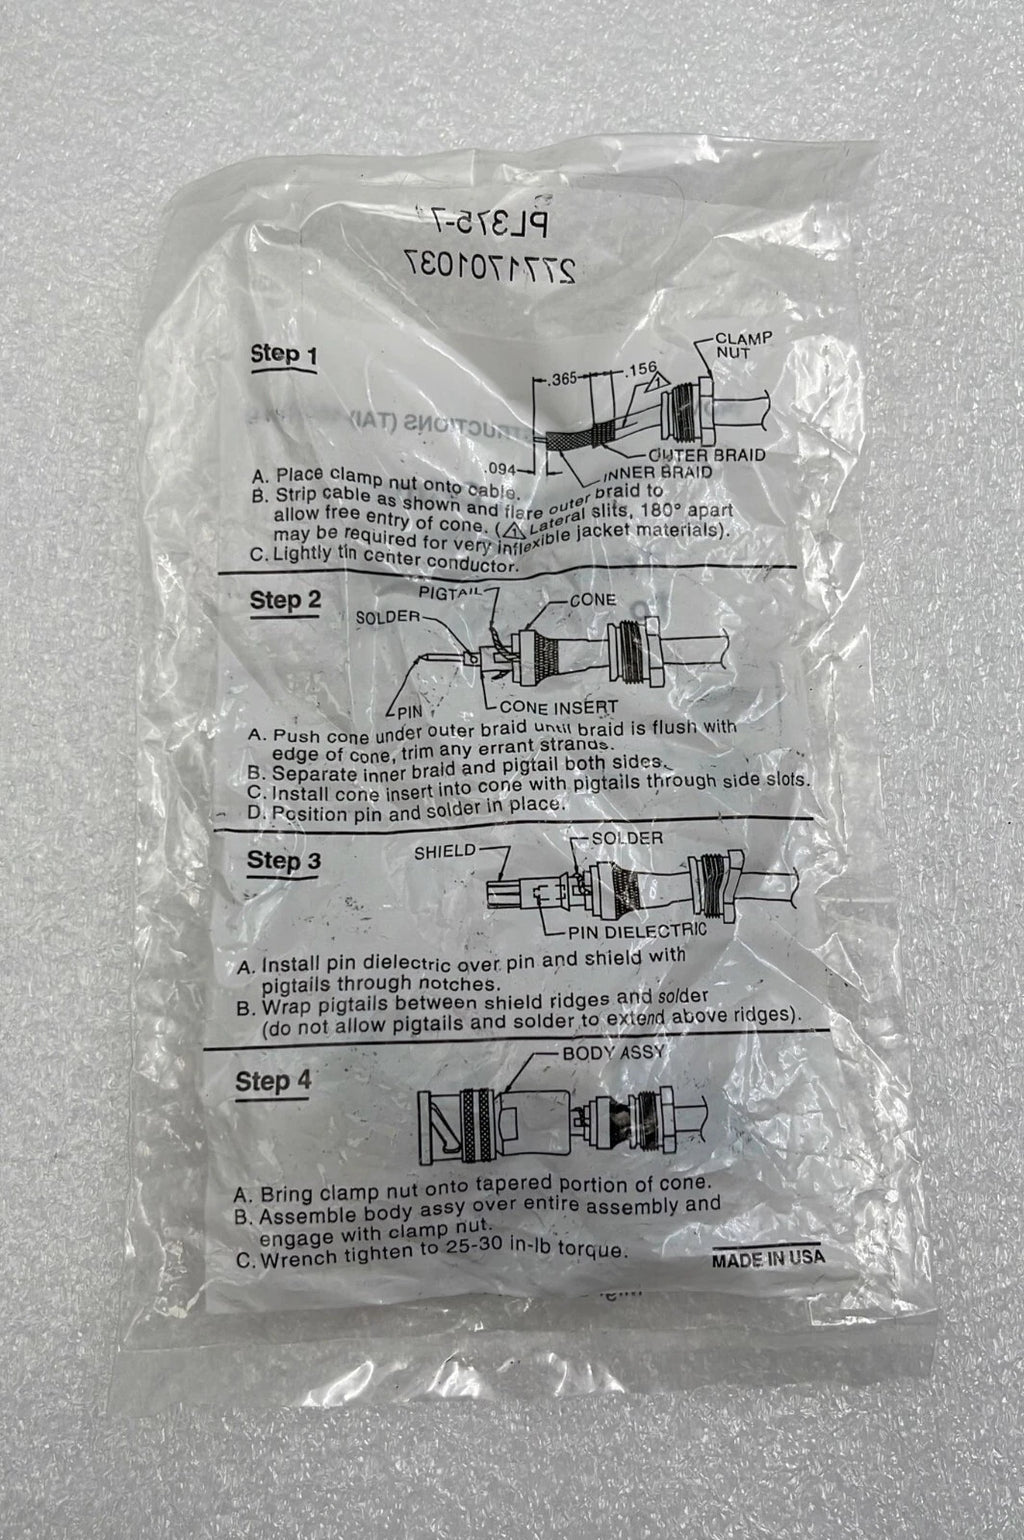 PL375-7
2771701037
Step 1
CLAMP
NUT
.365
.156
1
OUTER BRAID
.094
INNER BRAID
A. Place clamp nut onto cable.
B. Strip cable as shown and flare outer braid to
allow free entry of cone. (1 Lateral slits, 180° apart
may be required for very inflexible jacket materials).
C. Lightly tin center conductor.
Step 2
PIGTAIL
CONE
SOLDER
PIN
CONE INSERT
A. Push cone under outer braid until braid is flush with
edge of cone, trim any errant strands.
B. Separate inner braid and pigtail both sides.
C. Install cone insert into cone with pigtails through side slots.
D. Position pin and solder in place.
Step 3
SHIELD
SOLDER
PIN DIELECTRIC
A. Install pin dielectric over pin and shield with
pigtails through notches.
B. Wrap pigtails between shield ridges and solder
(do not allow pigtails and solder to extend above ridges).
Step 4
BODY ASSY
A. Bring clamp nut onto tapered portion of cone.
B. Assemble body assy over entire assembly and
engage with clamp nut.
C. Wrench tighten to 25-30 in-lb torque.
MADE IN USA